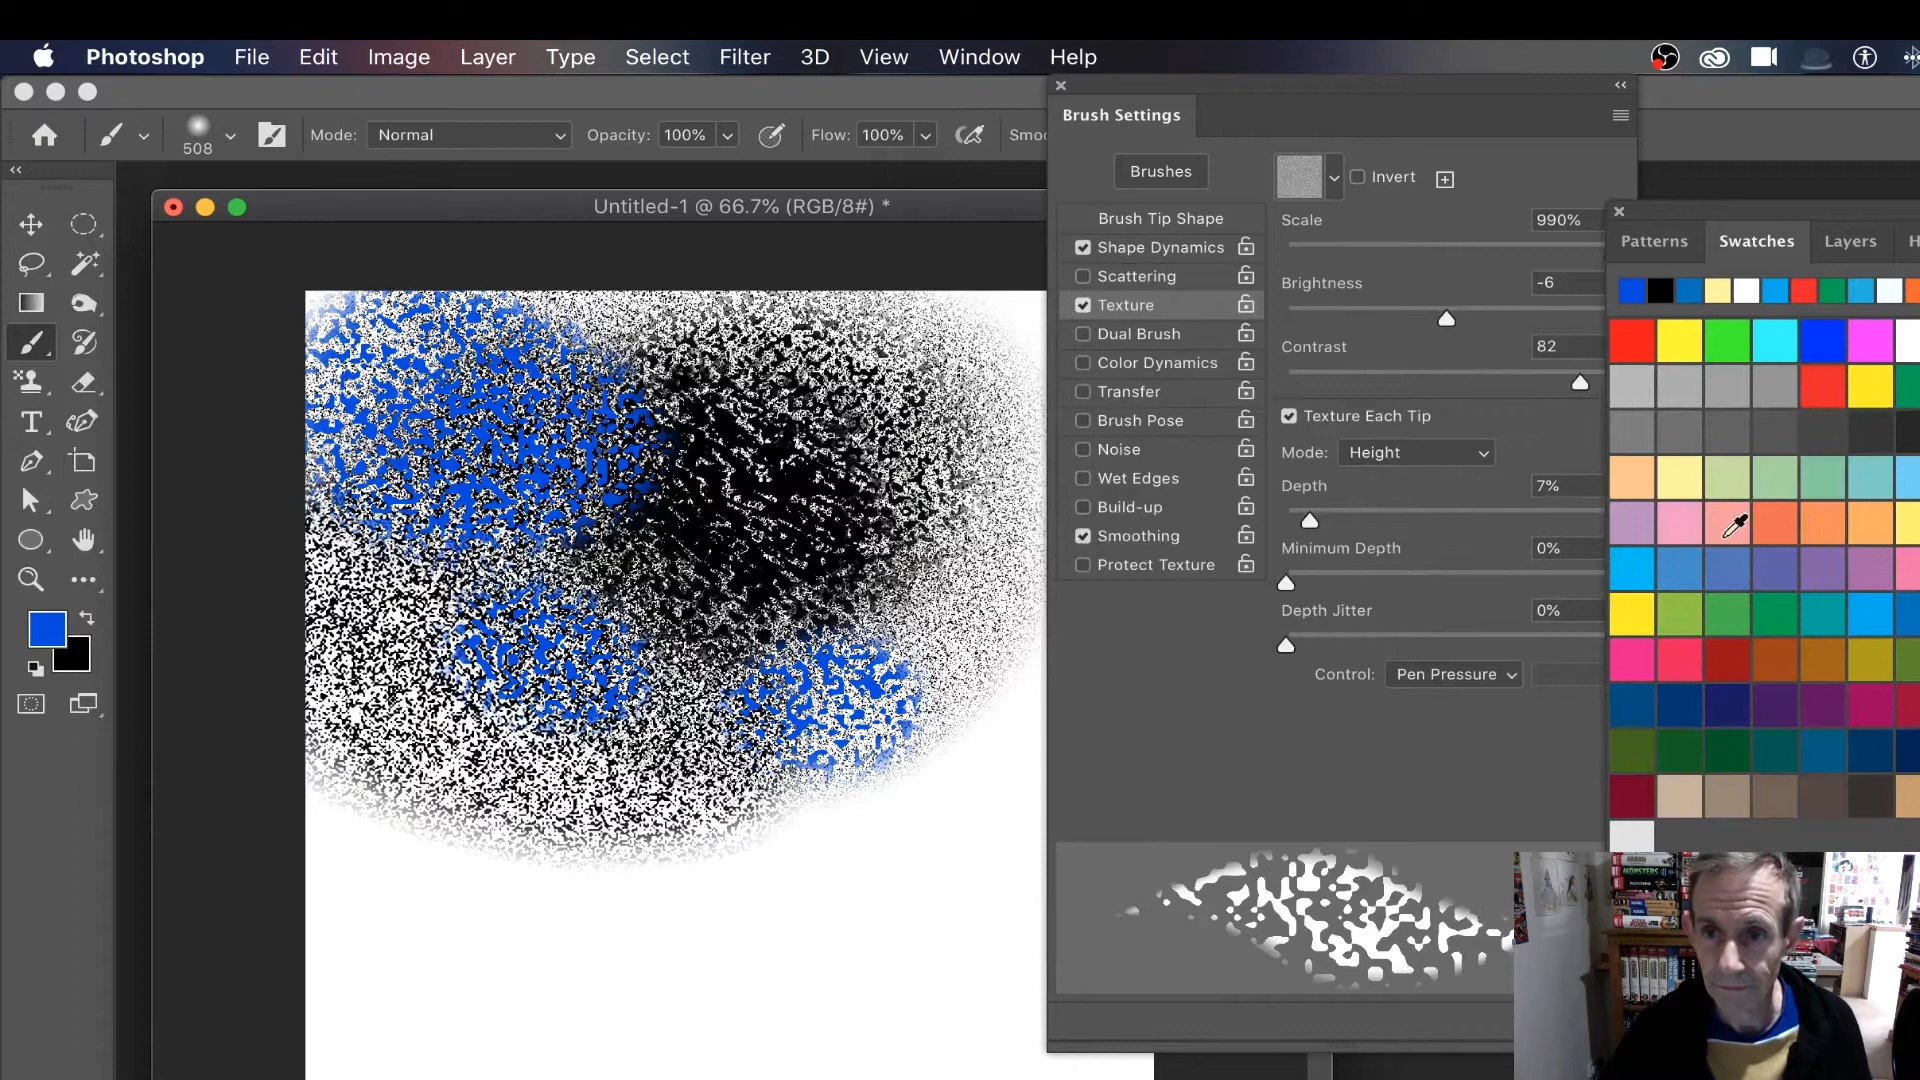 Photoshop File Edit Image Layer Type Select Filter 3D View Window Help
508 Mode: Normal Opacity: 100% Flow: 100% Smo
Untitled-1 @ 66.7% (RGB/8#) *
Brush Settings
Brushes
Invert
Brush Tip Shape
Shape Dynamics
Scattering
Texture
Dual Brush
Color Dynamics
Transfer
Brush Pose
Noise
Wet Edges
Build-up
Smoothing
Protect Texture
Scale 990%
Brightness -6
Contrast 82
Texture Each Tip
Mode: Height
Depth 7%
Minimum Depth 0%
Depth Jitter 0%
Control: Pen Pressure
Patterns Swatches Layers H
MONSTERS